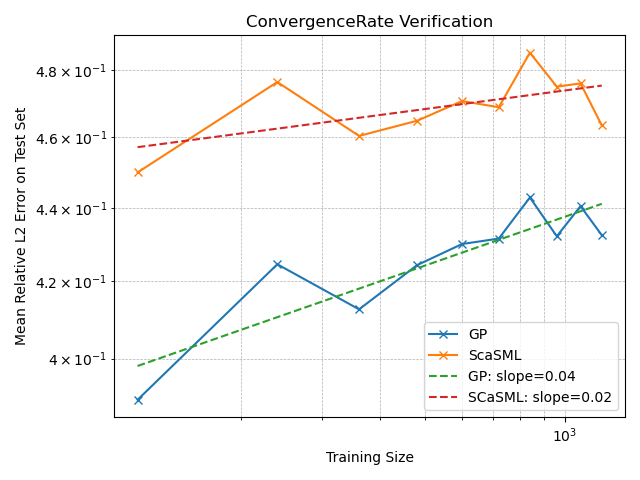 ConvergenceRate Verification
Mean Relative L2 Error on Test Set
4.8 × 10⁻¹
4.6 × 10⁻¹
4.4 × 10⁻¹
4.2 × 10⁻¹
4 × 10⁻¹
GP
ScaSML
GP: slope=0.04
SCaSML: slope=0.02
10³
Training Size